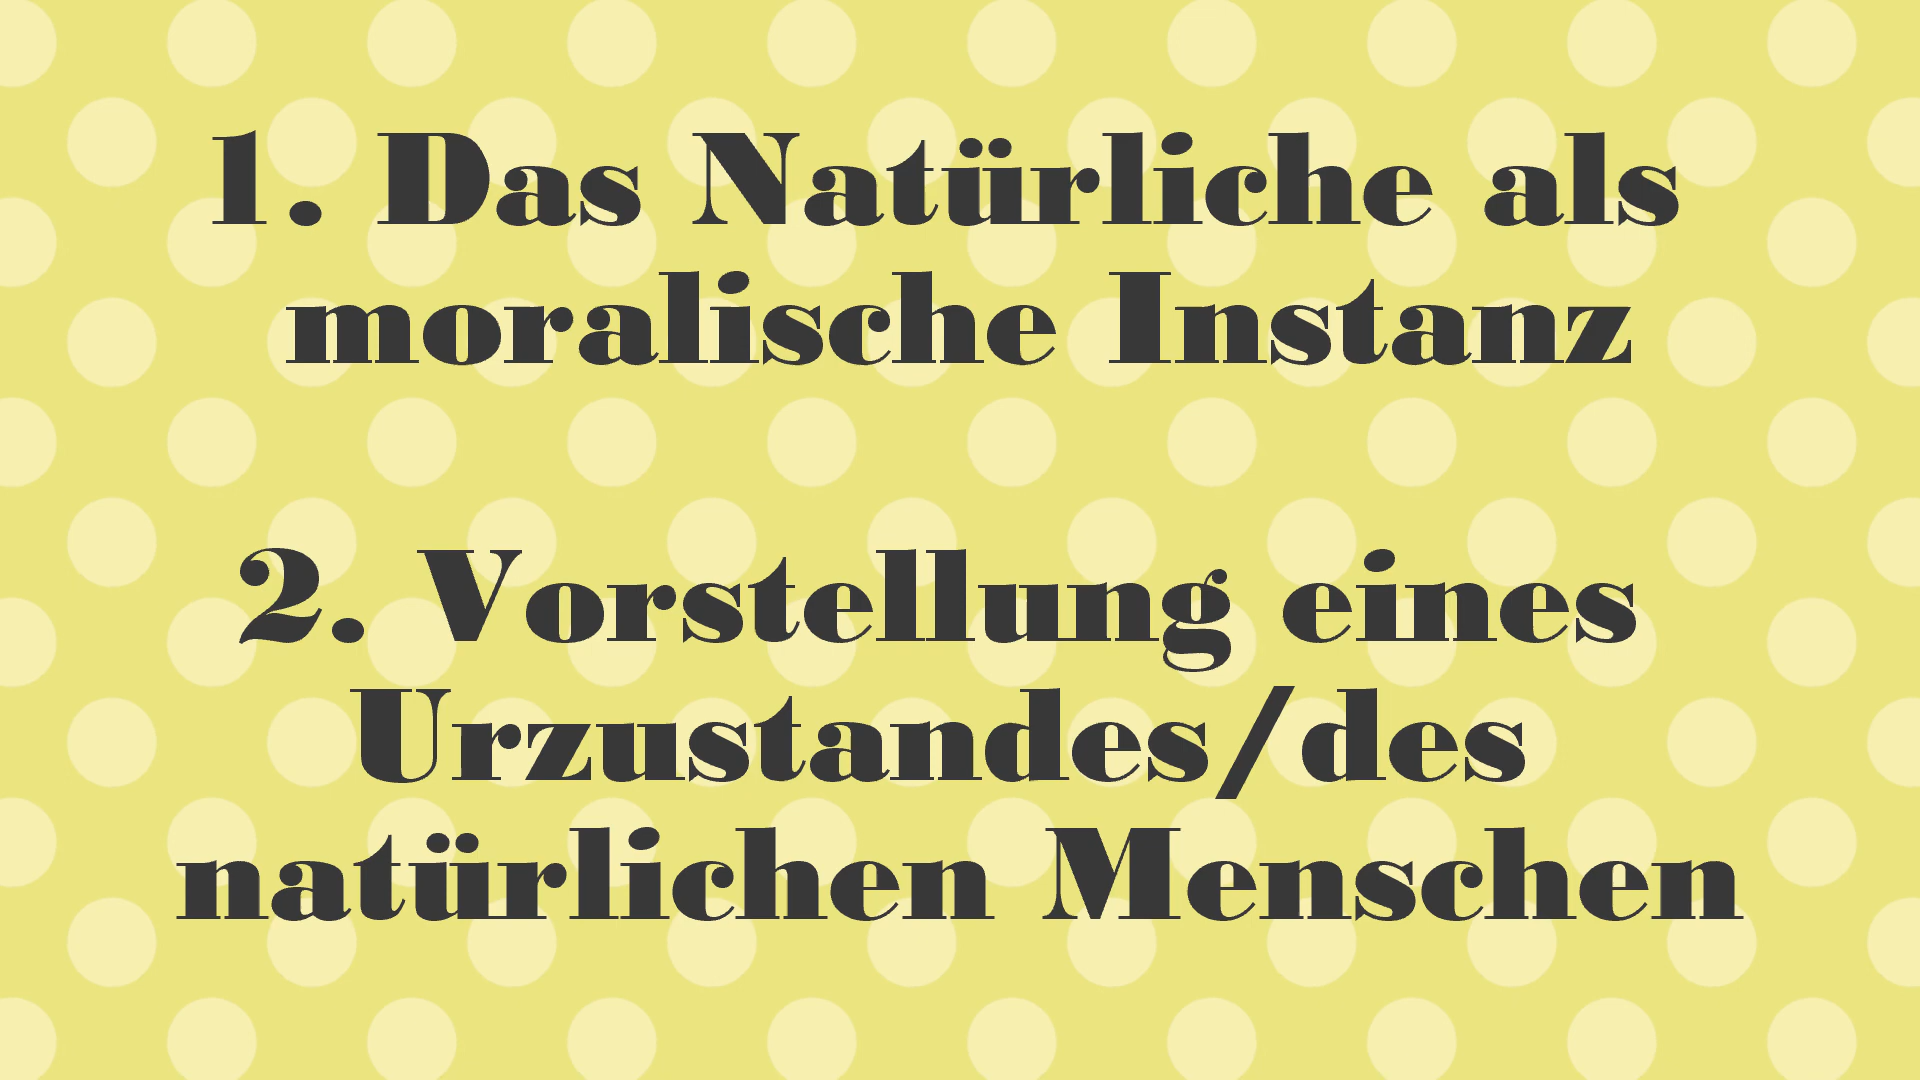 1. Das Natürliche als
moralische Instanz
2. Vorstellung eines
Urzustandes/des
natürlichen Menschen